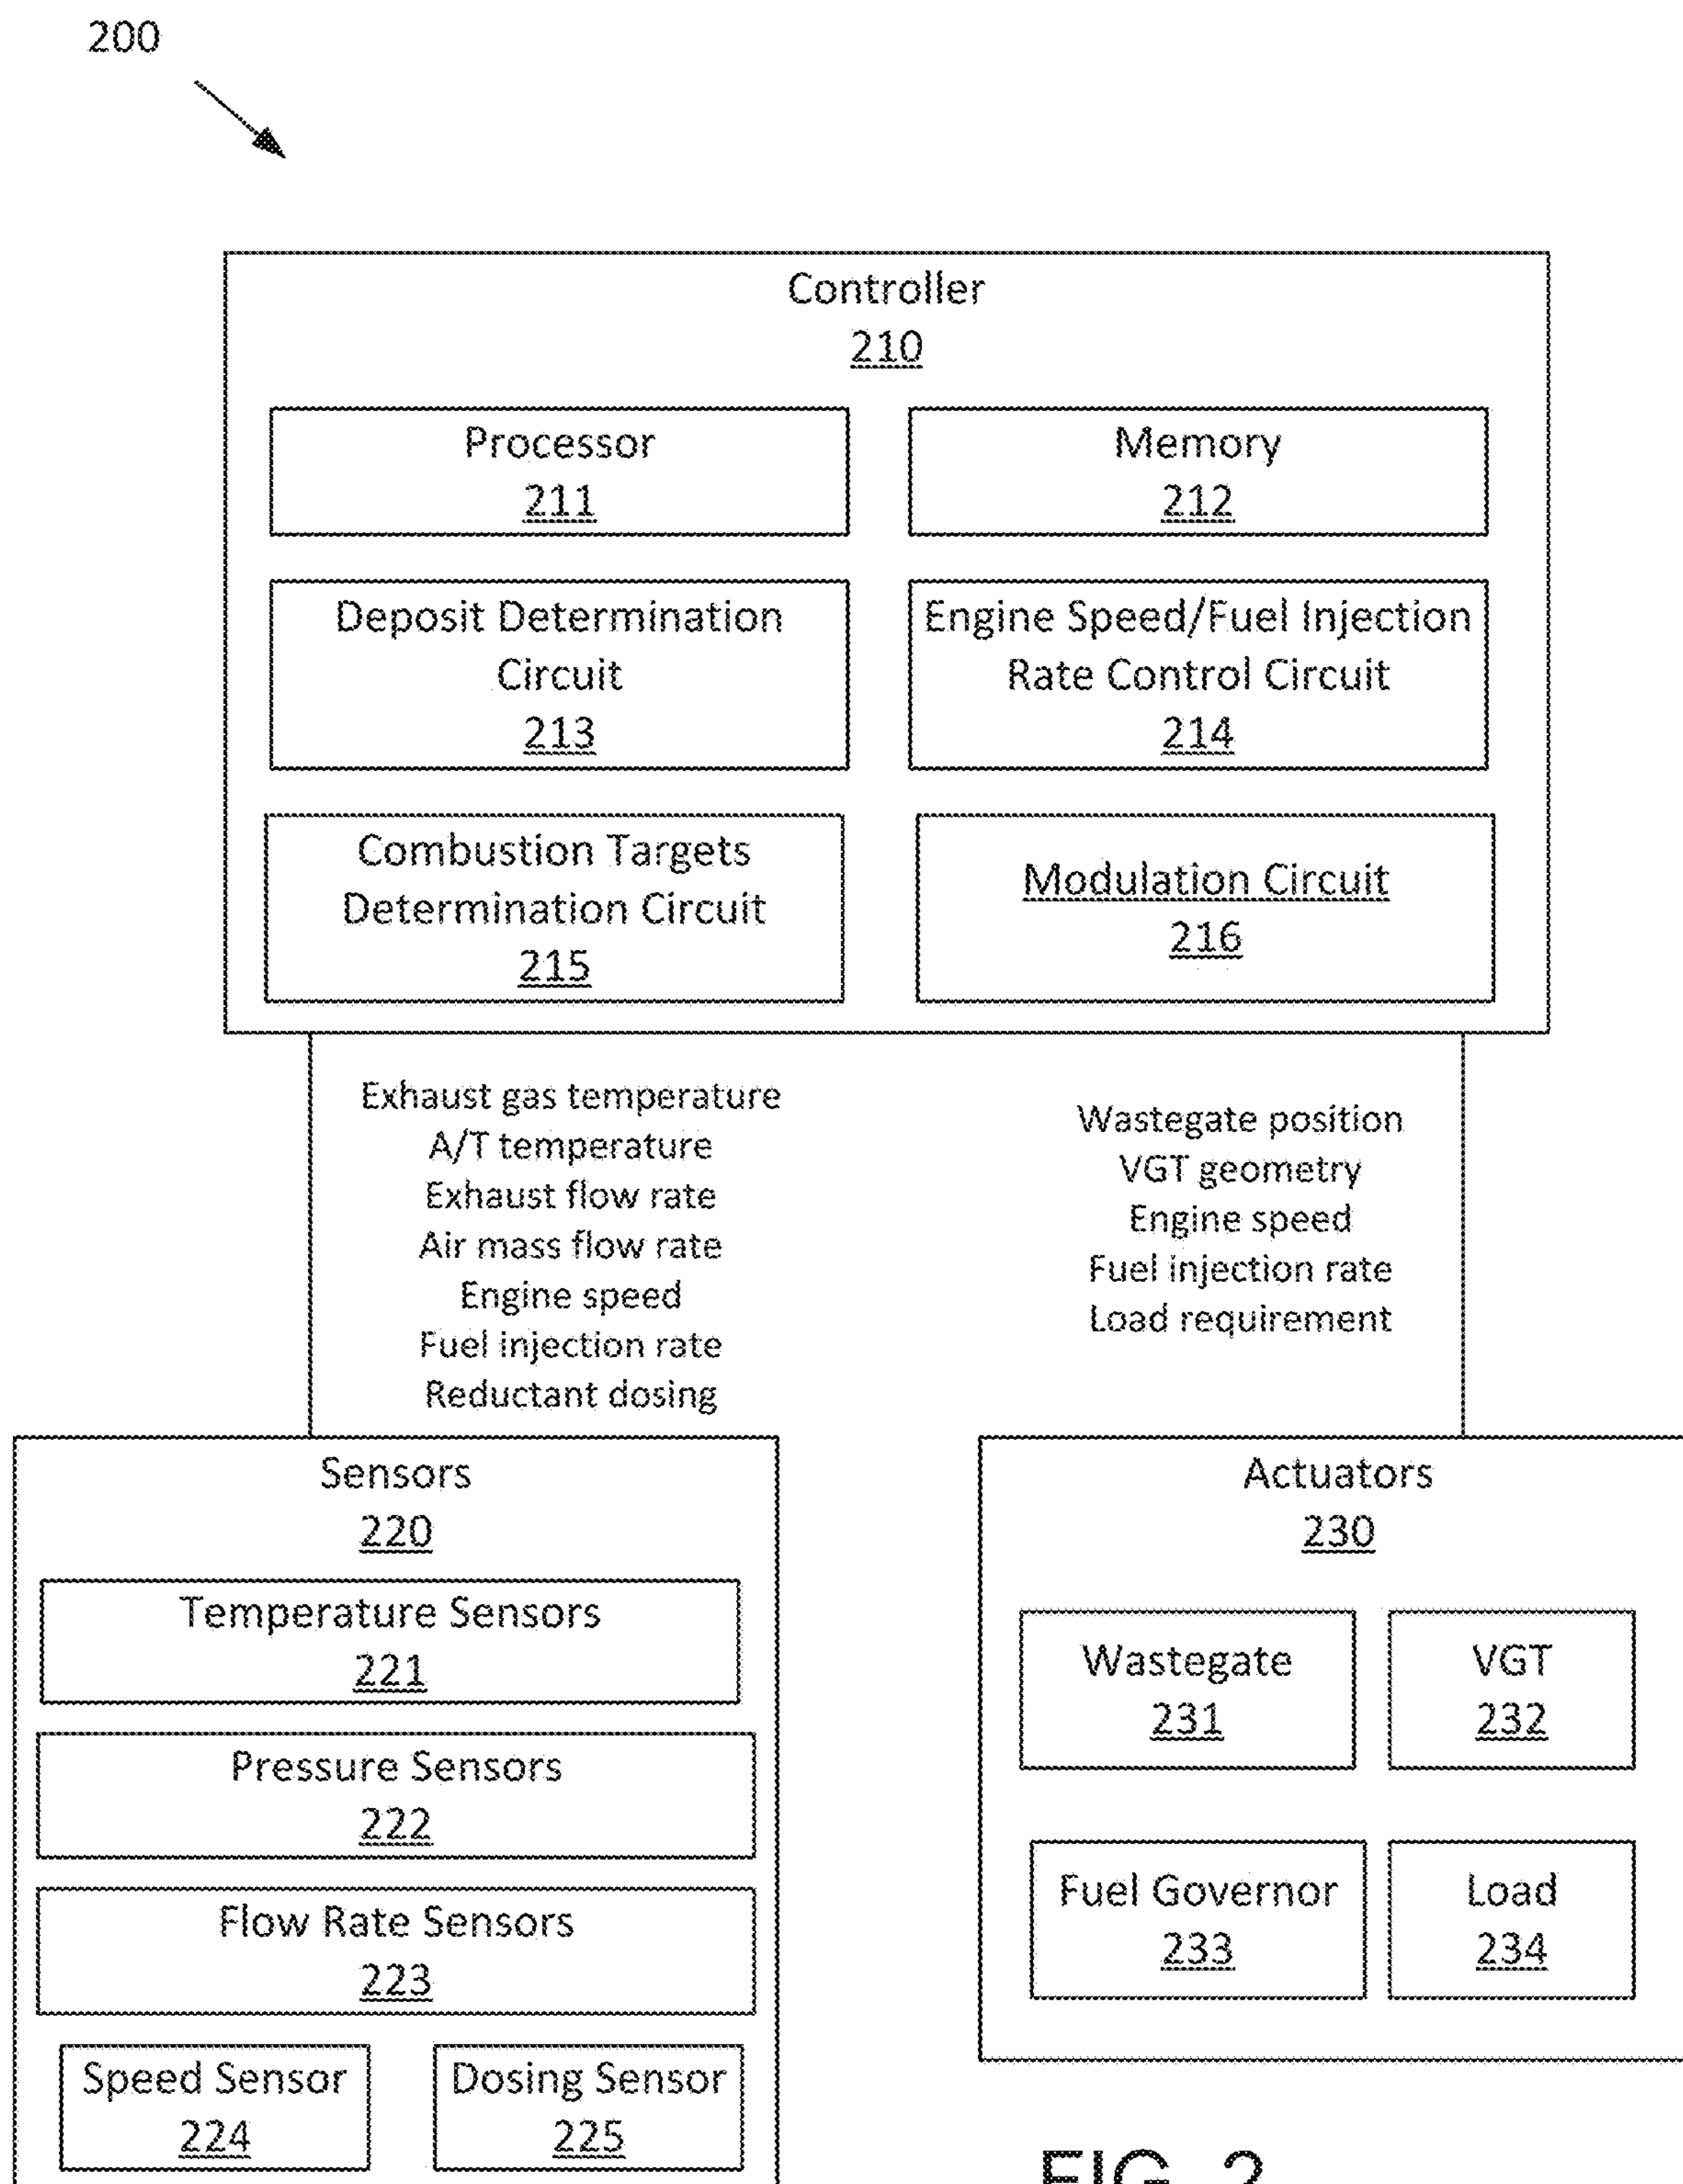 200
Controller
210
Processor
211
Memory
212
Deposit Determination
Circuit
213
Engine Speed/Fuel Injection
Rate Control Circuit
214
Combustion Targets
Determination Circuit
215
Modulation Circuit
216
Exhaust gas temperature
A/T temperature
Exhaust flow rate
Air mass flow rate
Engine speed
Fuel injection rate
Reductant dosing
Wastegate position
VGT geometry
Engine speed
Fuel injection rate
Load requirement
Sensors
220
Temperature Sensors
221
Pressure Sensors
222
Flow Rate Sensors
223
Speed Sensor
224
Dosing Sensor
225
Actuators
230
Wastegate
231
VGT
232
Fuel Governor
233
Load
234
FIG. 2